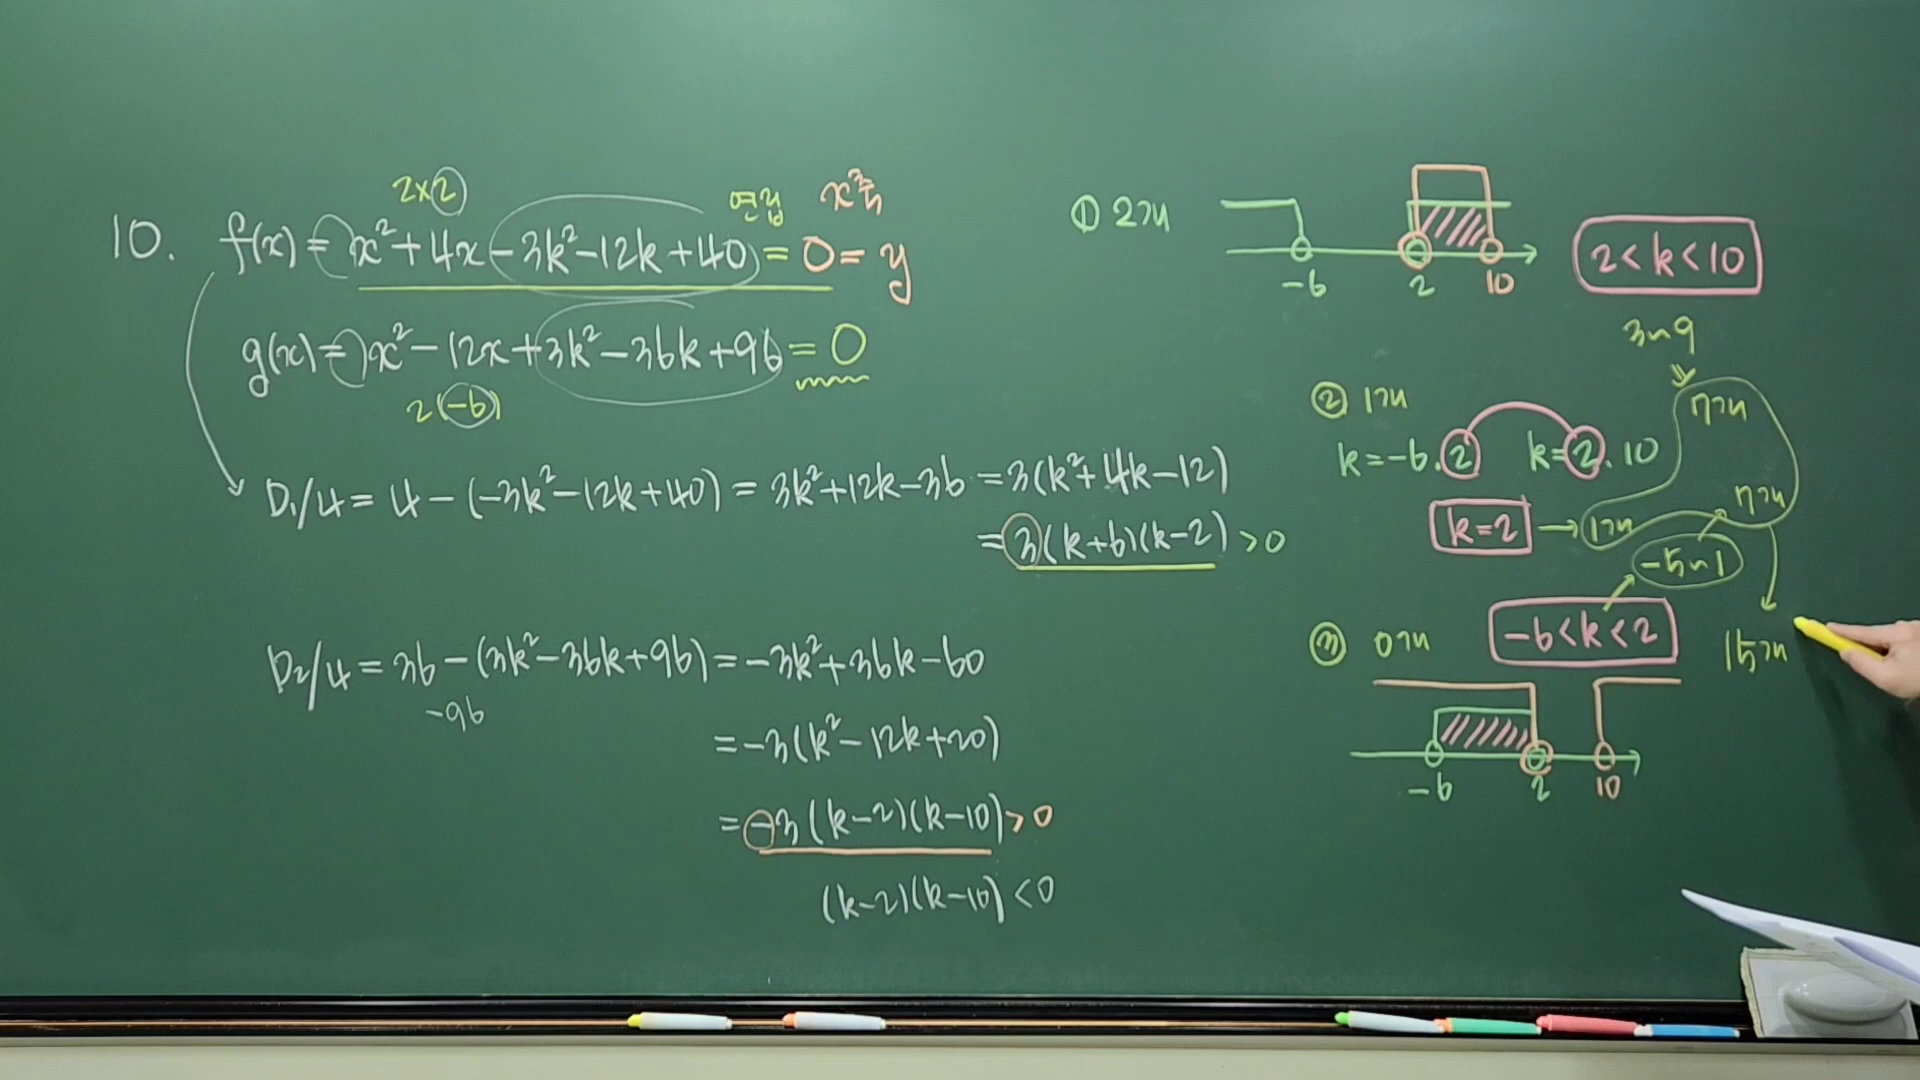 2×2 연립 x축
10. f(x) = x²+4x-3k²-12k+40 = 0 = y
g(x) = x²-12x+3k²-36k+96 = 0
2(-6)
D₁/4 = 4-(-3k²-12k+40) = 3k²+12k-36 = 3(k²+4k-12)
= 3(k+6)(k-2) > 0
D₂/4 = 36-(3k²-36k+96) = -3k²+36k-60
-96
= -3(k²-12k+20)
= -3(k-2)(k-10) > 0
(k-2)(k-10) < 0
① 2개
-6 2 10
2<k<10
3~9
② 1개 7개
k=-6, 2 k=2, 10
7개
k=2 → 1개
-5~1
③ 0개 -6<k<2 15개
-6 2 10